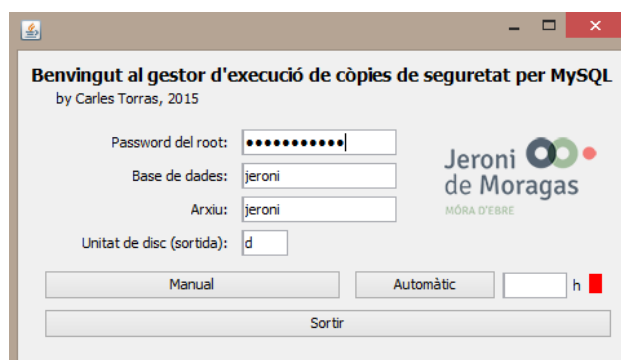 Benvingut al gestor d'execució de còpies de seguretat per MySQL
by Carles Torras, 2015
Password del root: •••••••••••
Base de dades: jeroni
Arxiu: jeroni
Unitat de disc (sortida): d
Jeroni
de Moragas
MÓRA D'EBRE
Manual Automàtic h
Sortir